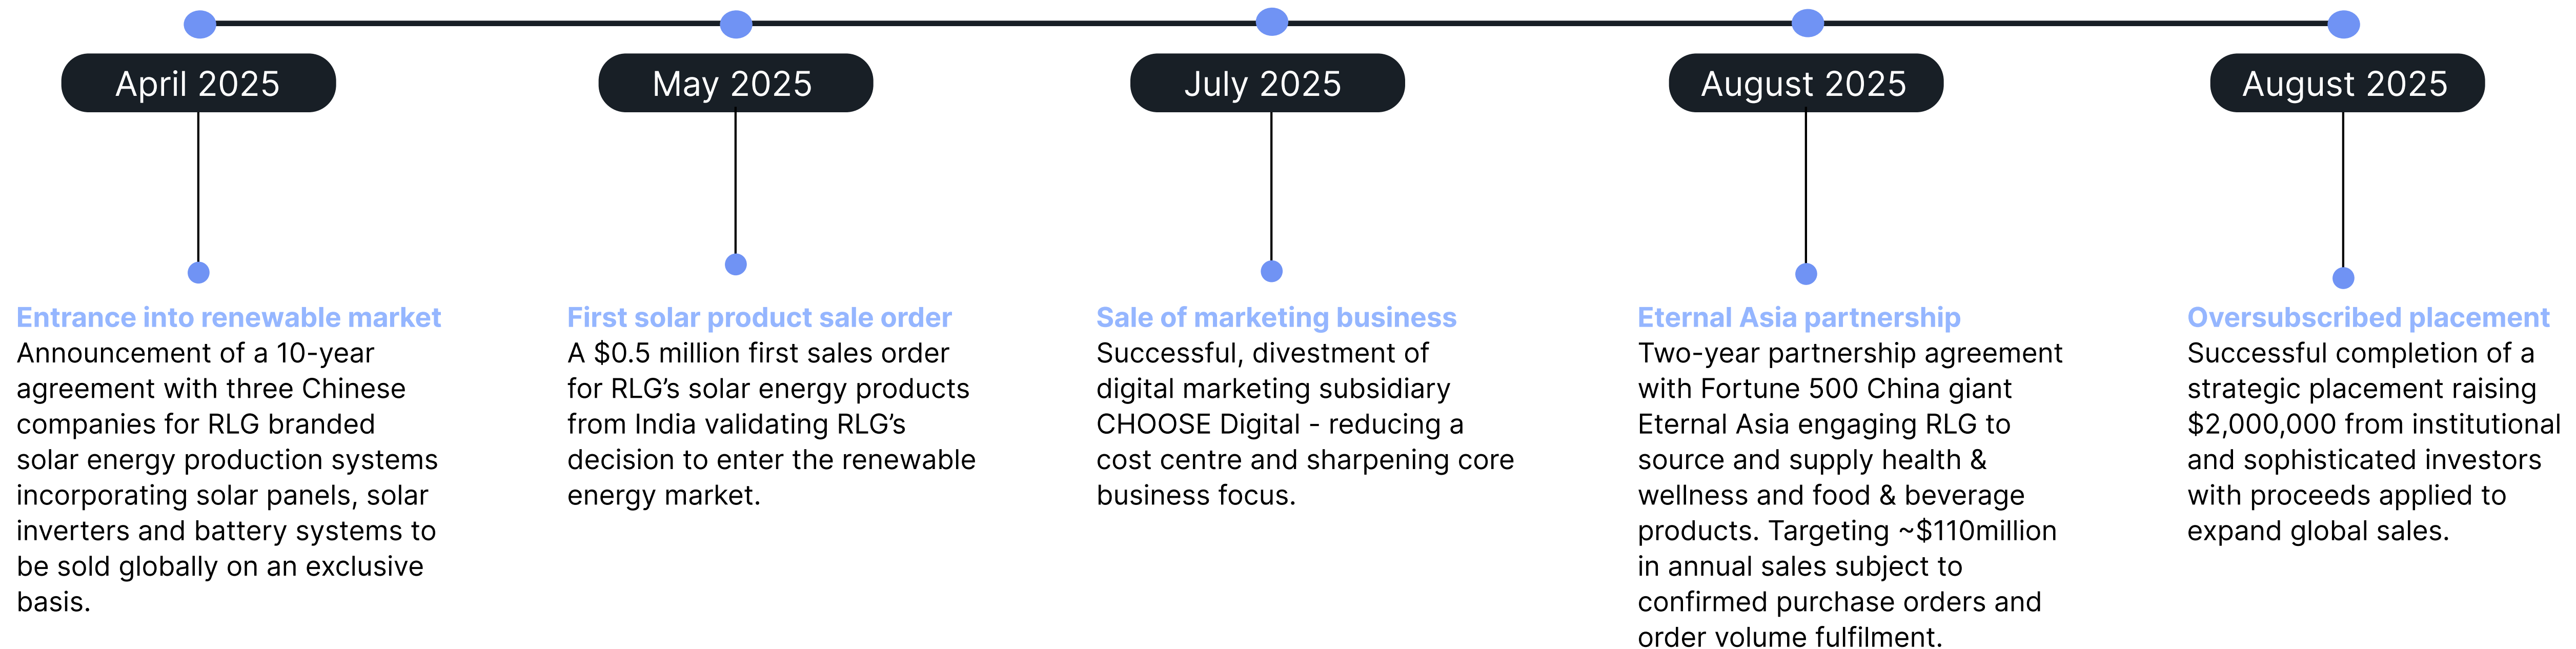 April 2025
May 2025
July 2025
August 2025
August 2025
Entrance into renewable market
Announcement of a 10-year
agreement with three Chinese
companies for RLG branded
solar energy production systems
incorporating solar panels, solar
inverters and battery systems to
be sold globally on an exclusive
basis.
First solar product sale order
A $0.5 million first sales order
for RLG’s solar energy products
from India validating RLG’s
decision to enter the renewable
energy market.
Sale of marketing business
Successful, divestment of
digital marketing subsidiary
CHOOSE Digital - reducing a
cost centre and sharpening core
business focus.
Eternal Asia partnership
Two-year partnership agreement
with Fortune 500 China giant
Eternal Asia engaging RLG to
source and supply health &
wellness and food & beverage
products. Targeting ~$110million
in annual sales subject to
confirmed purchase orders and
order volume fulfilment.
Oversubscribed placement
Successful completion of a
strategic placement raising
$2,000,000 from institutional
and sophisticated investors
with proceeds applied to
expand global sales.